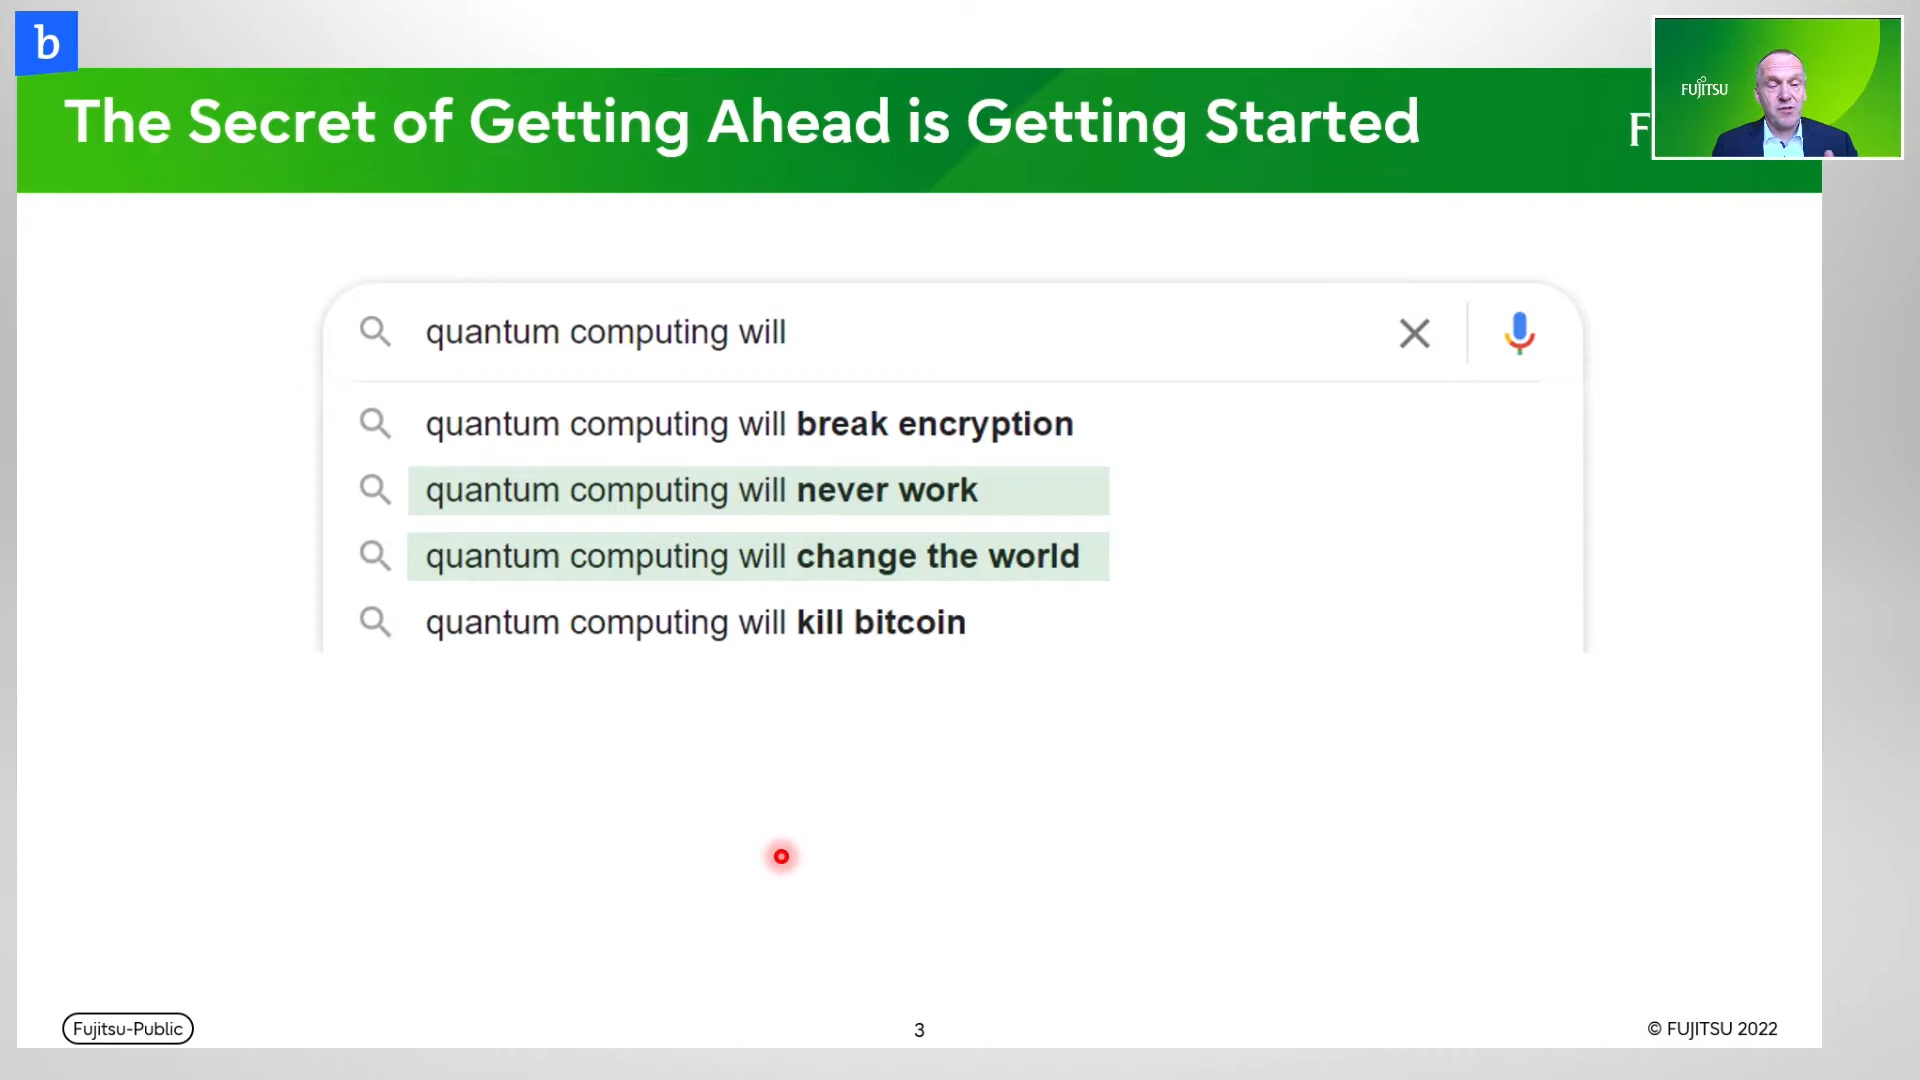 b
The Secret of Getting Ahead is Getting Started
F
FUJITSU
quantum computing will
quantum computing will break encryption
quantum computing will never work
quantum computing will change the world
quantum computing will kill bitcoin
Fujitsu-Public
3
© FUJITSU 2022